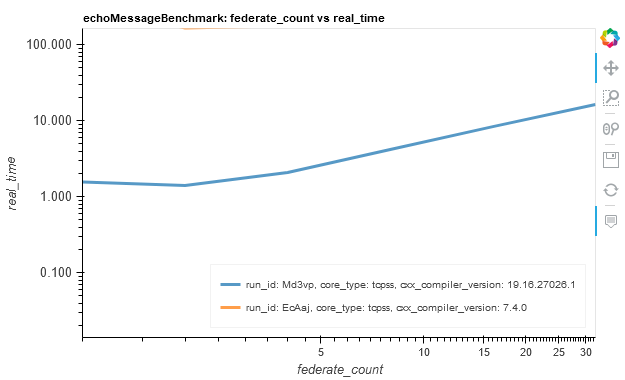 echoMessageBenchmark: federate_count vs real_time
100.000
10.000
1.000
0.100
real_time
run_id: Md3vp, core_type: tcpss, cxx_compiler_version: 19.16.27026.1
run_id: EcAaj, core_type: tcpss, cxx_compiler_version: 7.4.0
5 10 15 20 25 30
federate_count